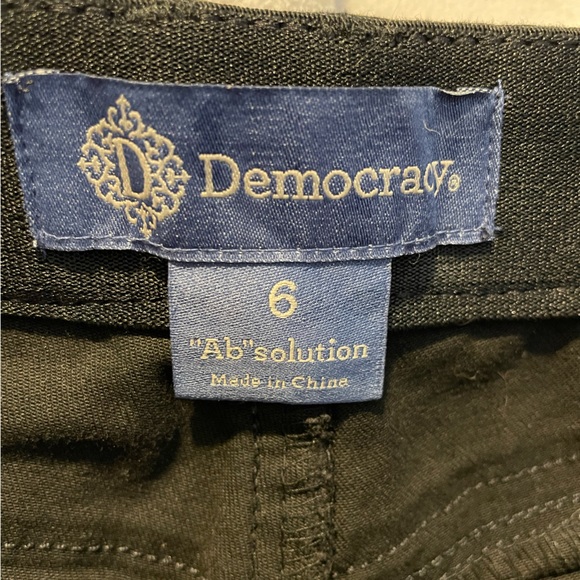 D Democracy®
6
"Ab"solution
Made in China